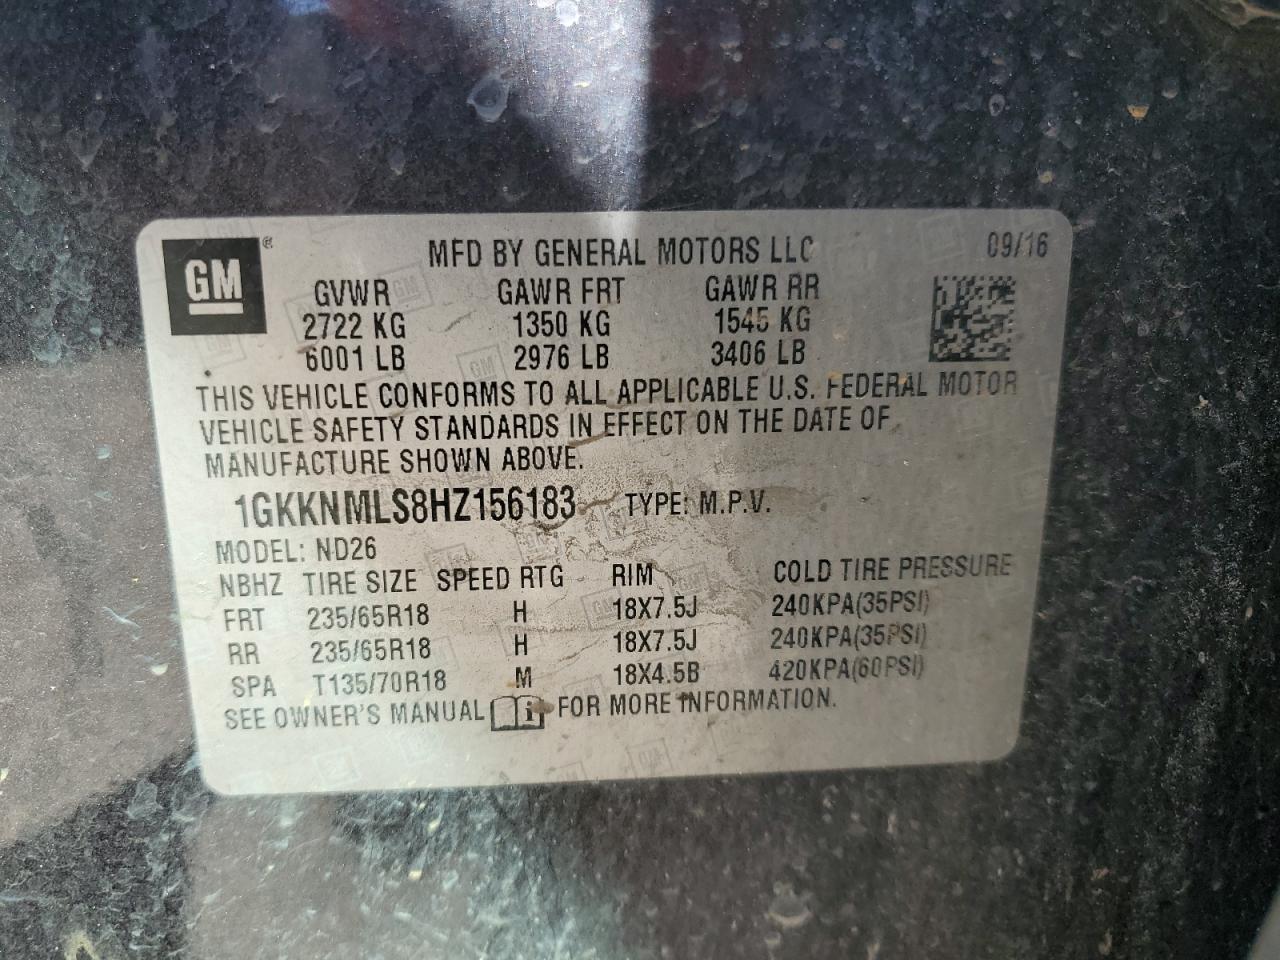 GM ® MFD BY GENERAL MOTORS LLC 09/16
GVWR GAWR FRT GAWR RR
2722 KG 1350 KG 1545 KG
6001 LB 2976 LB 3406 LB
THIS VEHICLE CONFORMS TO ALL APPLICABLE U.S. FEDERAL MOTOR
VEHICLE SAFETY STANDARDS IN EFFECT ON THE DATE OF
MANUFACTURE SHOWN ABOVE.
1GKKNMLS8HZ156183 TYPE: M.P.V.
MODEL: ND26
NBHZ TIRE SIZE SPEED RTG RIM COLD TIRE PRESSURE
FRT 235/65R18 H 18X7.5J 240KPA(35PSI)
RR 235/65R18 H 18X7.5J 240KPA(35PSI)
SPA T135/70R18 M 18X4.5B 420KPA(60PSI)
SEE OWNER'S MANUAL i FOR MORE INFORMATION.